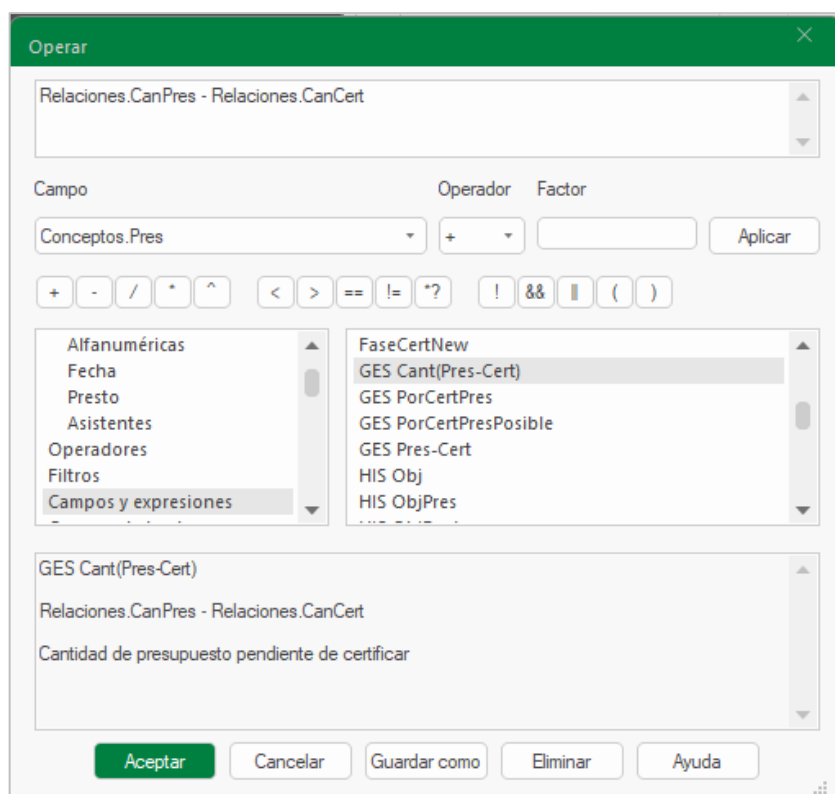 Operar
Relaciones.CanPres - Relaciones.CanCert
Campo Operador Factor
Conceptos.Pres + Aplicar
+ - / * ^ < > == != *? ! && || ( )
Alfanuméricas
Fecha
Presto
Asistentes
Operadores
Filtros
Campos y expresiones
FaseCertNew
GES Cant(Pres-Cert)
GES PorCertPres
GES PorCertPresPosible
GES Pres-Cert
HIS Obj
HIS ObjPres
GES Cant(Pres-Cert)
Relaciones.CanPres - Relaciones.CanCert
Cantidad de presupuesto pendiente de certificar
Aceptar Cancelar Guardar como Eliminar Ayuda